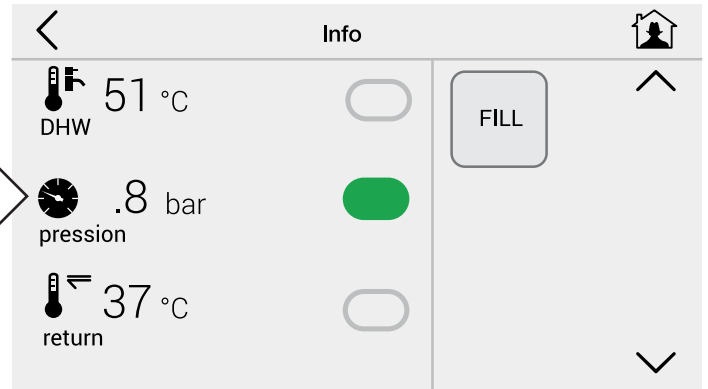 Info
51 °C
DHW
FILL
.8 bar
pression
37 °C
return